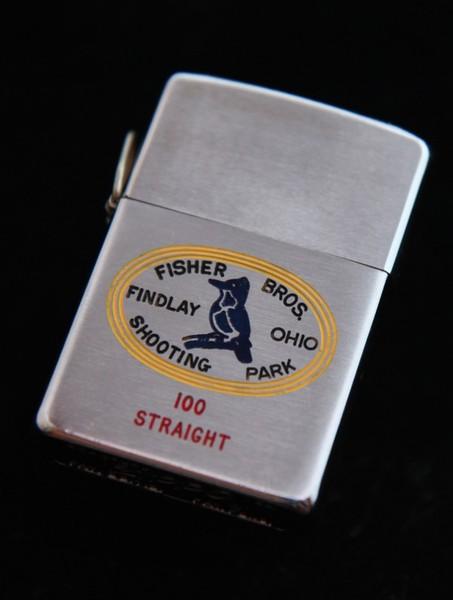 FISHER BROS.
FINDLAY OHIO
SHOOTING PARK
100
STRAIGHT